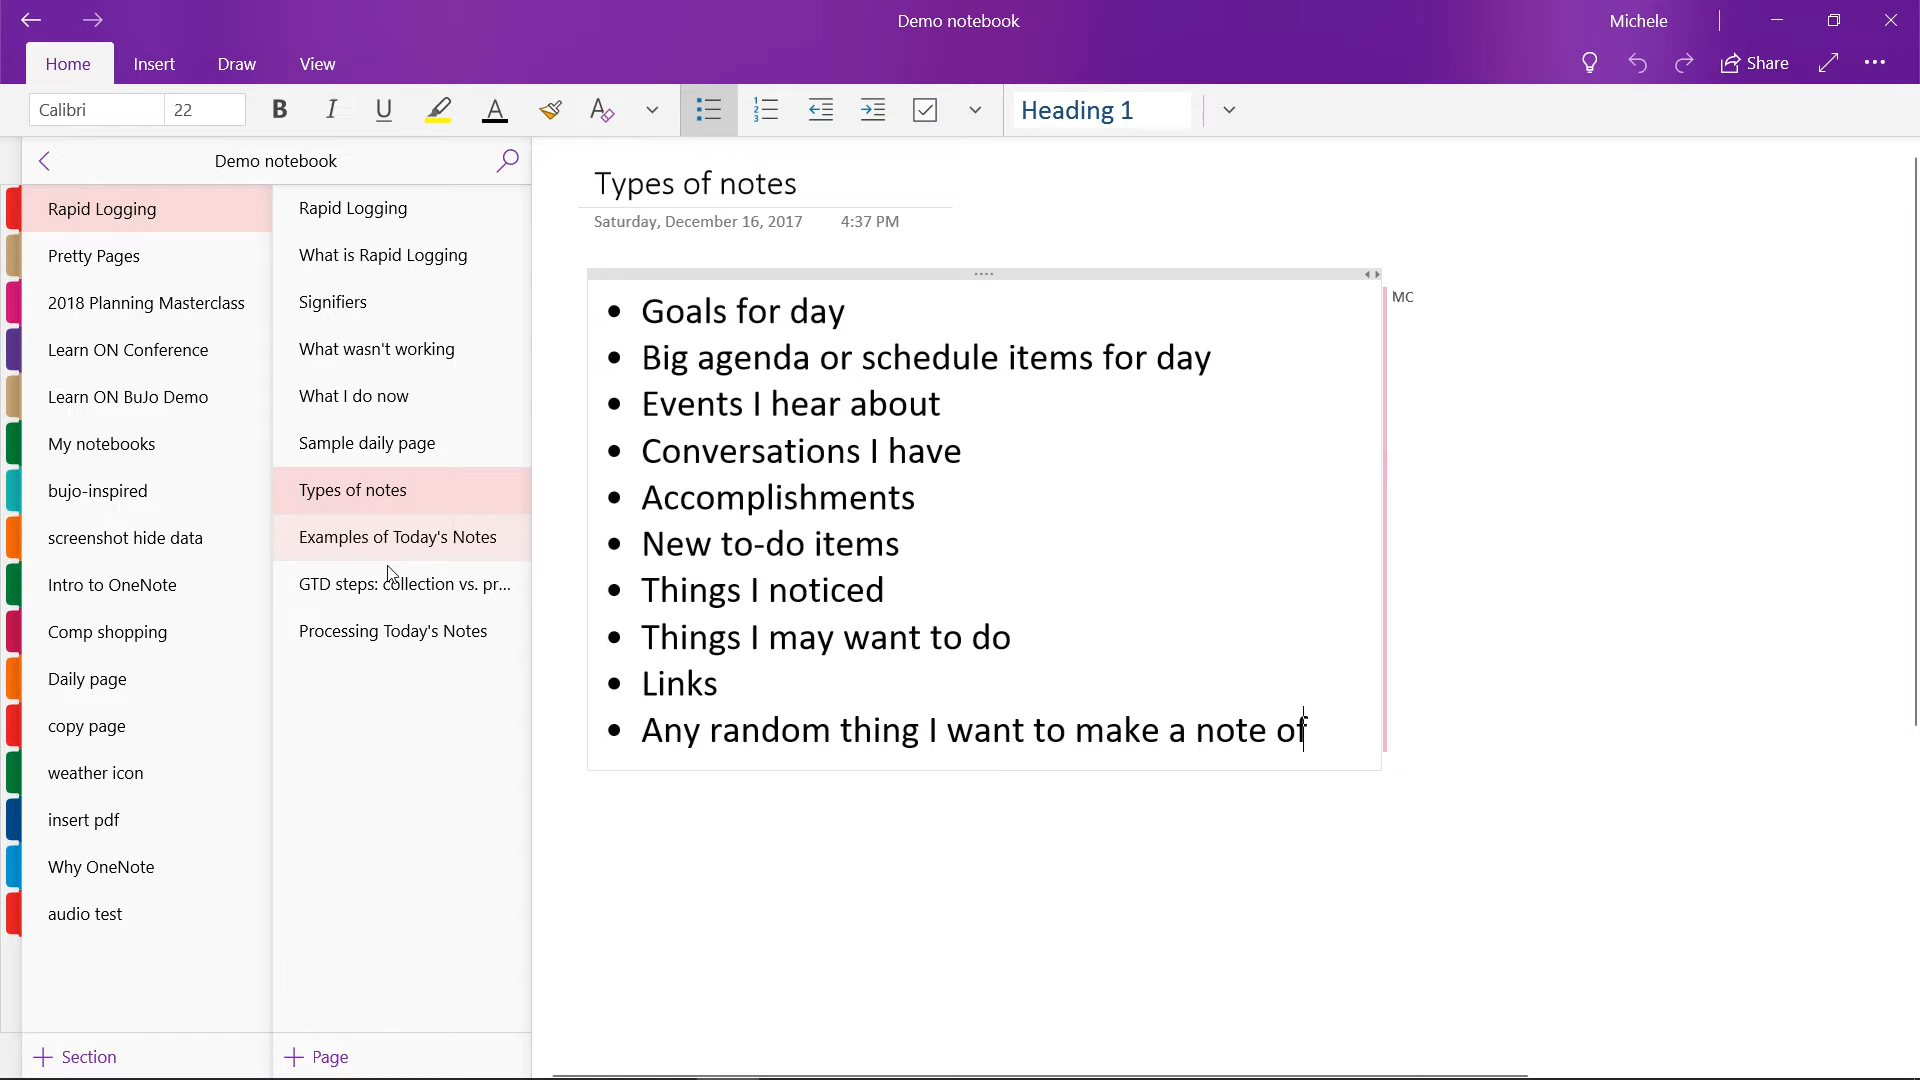 Demo notebook
Michele
Home
Insert
Draw
View
Share
Calibri
22
B
I
U
A
A
Heading 1
Demo notebook
Rapid Logging
Pretty Pages
2018 Planning Masterclass
Learn ON Conference
Learn ON BuJo Demo
My notebooks
bujo-inspired
screenshot hide data
Intro to OneNote
Comp shopping
Daily page
copy page
weather icon
insert pdf
Why OneNote
audio test
Section
Rapid Logging
What is Rapid Logging
Signifiers
What wasn't working
What I do now
Sample daily page
Types of notes
Examples of Today's Notes
GTD steps: collection vs. pr...
Processing Today's Notes
Page
Types of notes
Saturday, December 16, 2017 4:37 PM
MC
• Goals for day
• Big agenda or schedule items for day
• Events I hear about
• Conversations I have
• Accomplishments
• New to-do items
• Things I noticed
• Things I may want to do
• Links
• Any random thing I want to make a note of